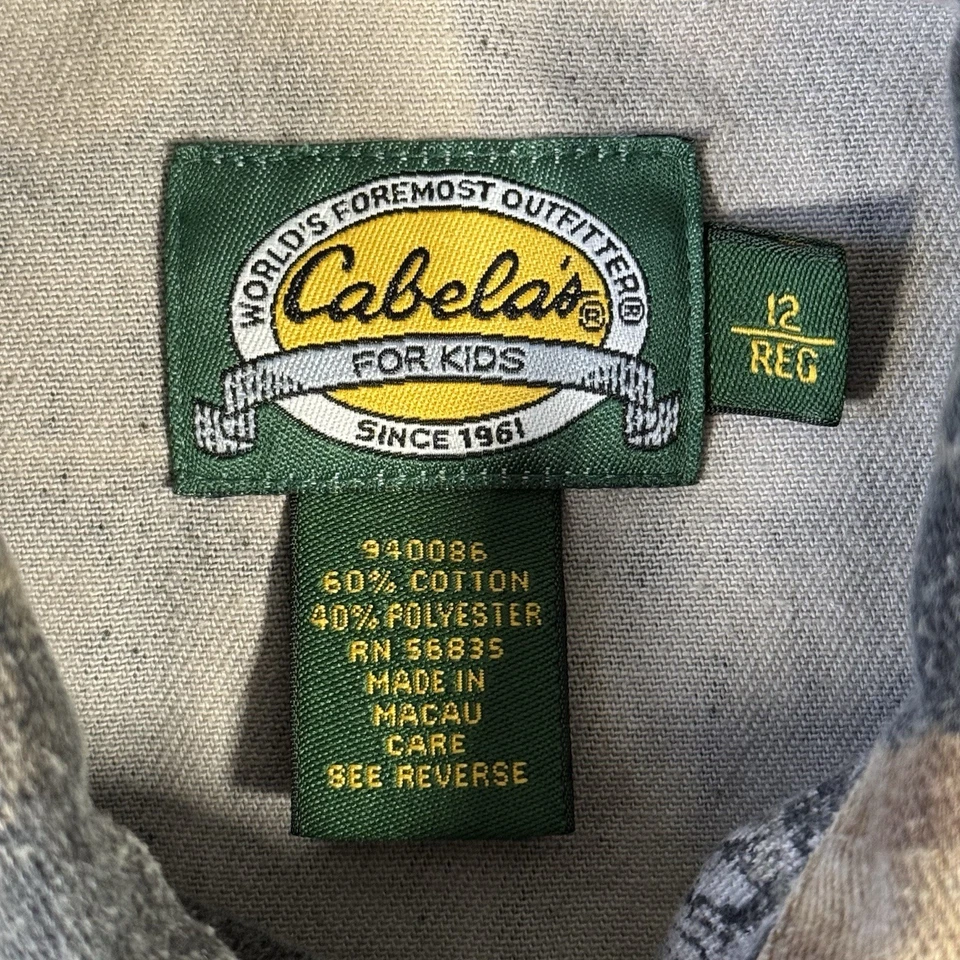 WORLD'S FOREMOST OUTFITTER®
Cabela's®
FOR KIDS
SINCE 1961
12
REG
940086
60% COTTON
40% POLYESTER
RN 56835
MADE IN
MACAU
CARE
SEE REVERSE